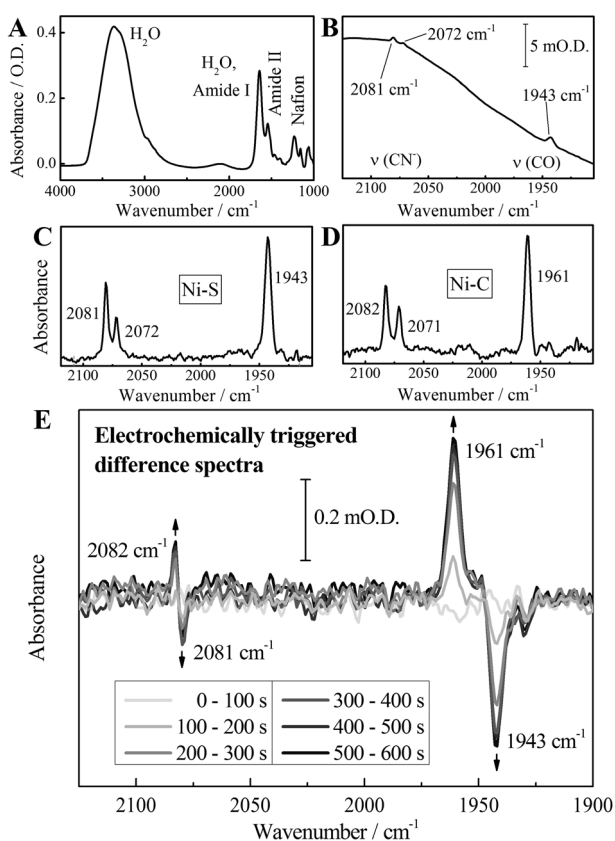 A
H₂O
H₂O,
Amide I
Amide II
Nafion
0.4
0.2
0.0
Absorbance / O.D.
4000 3000 2000 1000
Wavenumber / cm⁻¹
B
2072 cm⁻¹
5 mO.D.
2081 cm⁻¹
1943 cm⁻¹
ν (CN⁻)
ν (CO)
2100 2050 2000 1950
Wavenumber / cm⁻¹
C
2081
2072
Ni-S
1943
Absorbance
2100 2050 2000 1950
Wavenumber / cm⁻¹
D
2082
2071
Ni-C
1961
2100 2050 2000 1950
Wavenumber / cm⁻¹
E
Electrochemically triggered
difference spectra
1961 cm⁻¹
0.2 mO.D.
2082 cm⁻¹
2081 cm⁻¹
Absorbance
0 - 100 s
100 - 200 s
200 - 300 s
300 - 400 s
400 - 500 s
500 - 600 s
1943 cm⁻¹
2100 2050 2000 1950 1900
Wavenumber / cm⁻¹